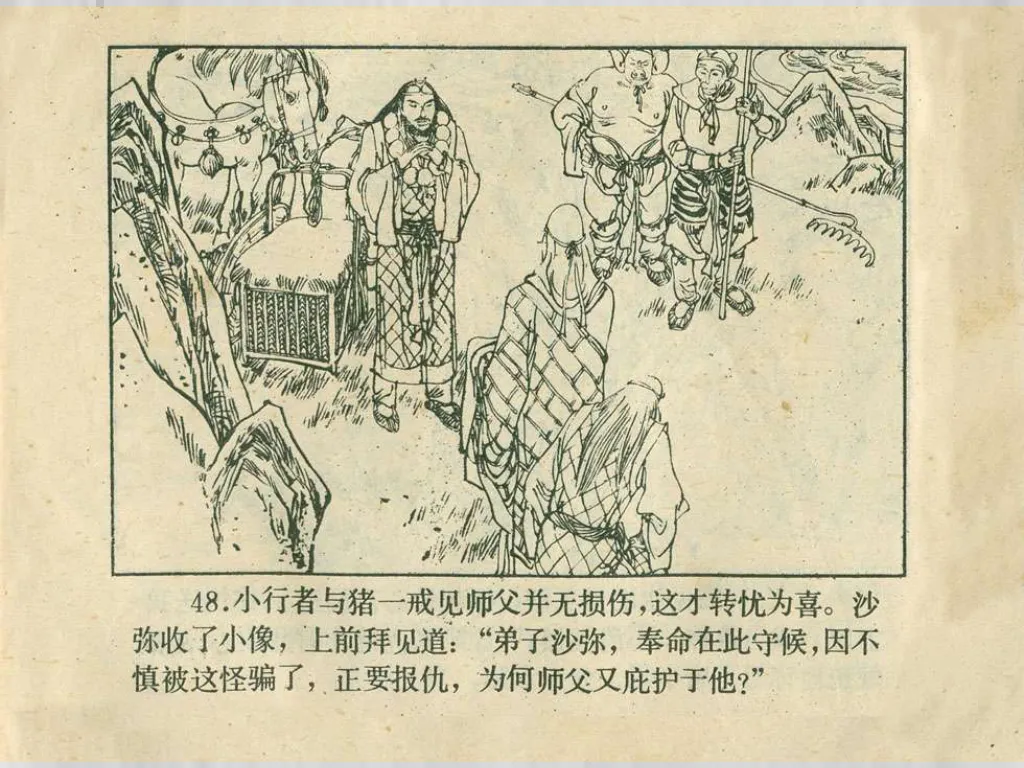 48.小行者与猪一戒见师父并无损伤,这才转忧为喜。沙
弥收了小像，上前拜见道：“弟子沙弥，奉命在此守候,因不
慎被这怪骗了，正要报仇，为何师父又庇护于他?”